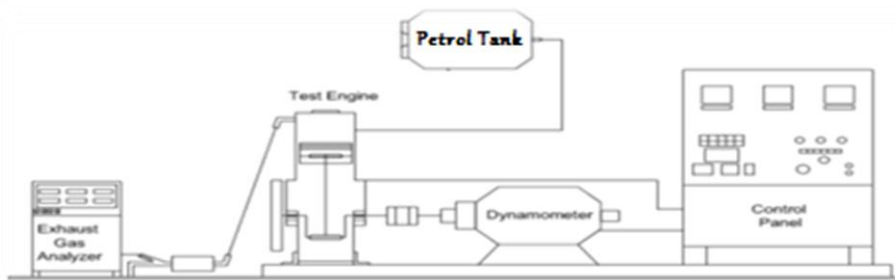 Petrol Tank
Test Engine
Dynamometer
Control
Panel
Exhaust
Gas
Analyzer